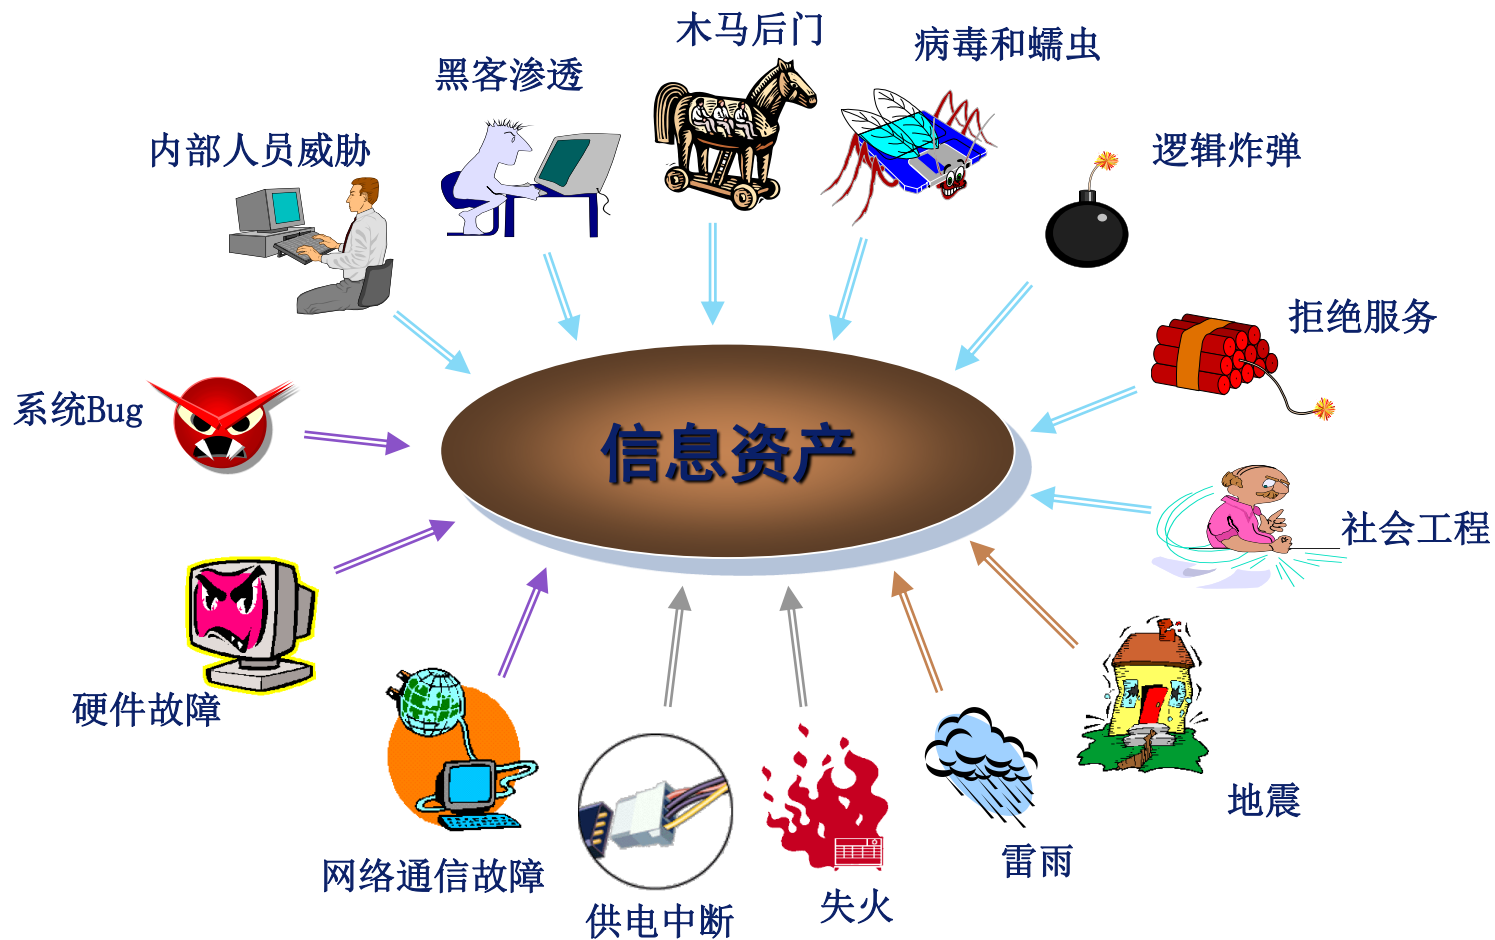 木马后门
病毒和蠕虫
黑客渗透
内部人员威胁
逻辑炸弹
拒绝服务
系统Bug
信息资产
社会工程
硬件故障
地震
雷雨
网络通信故障
失火
供电中断